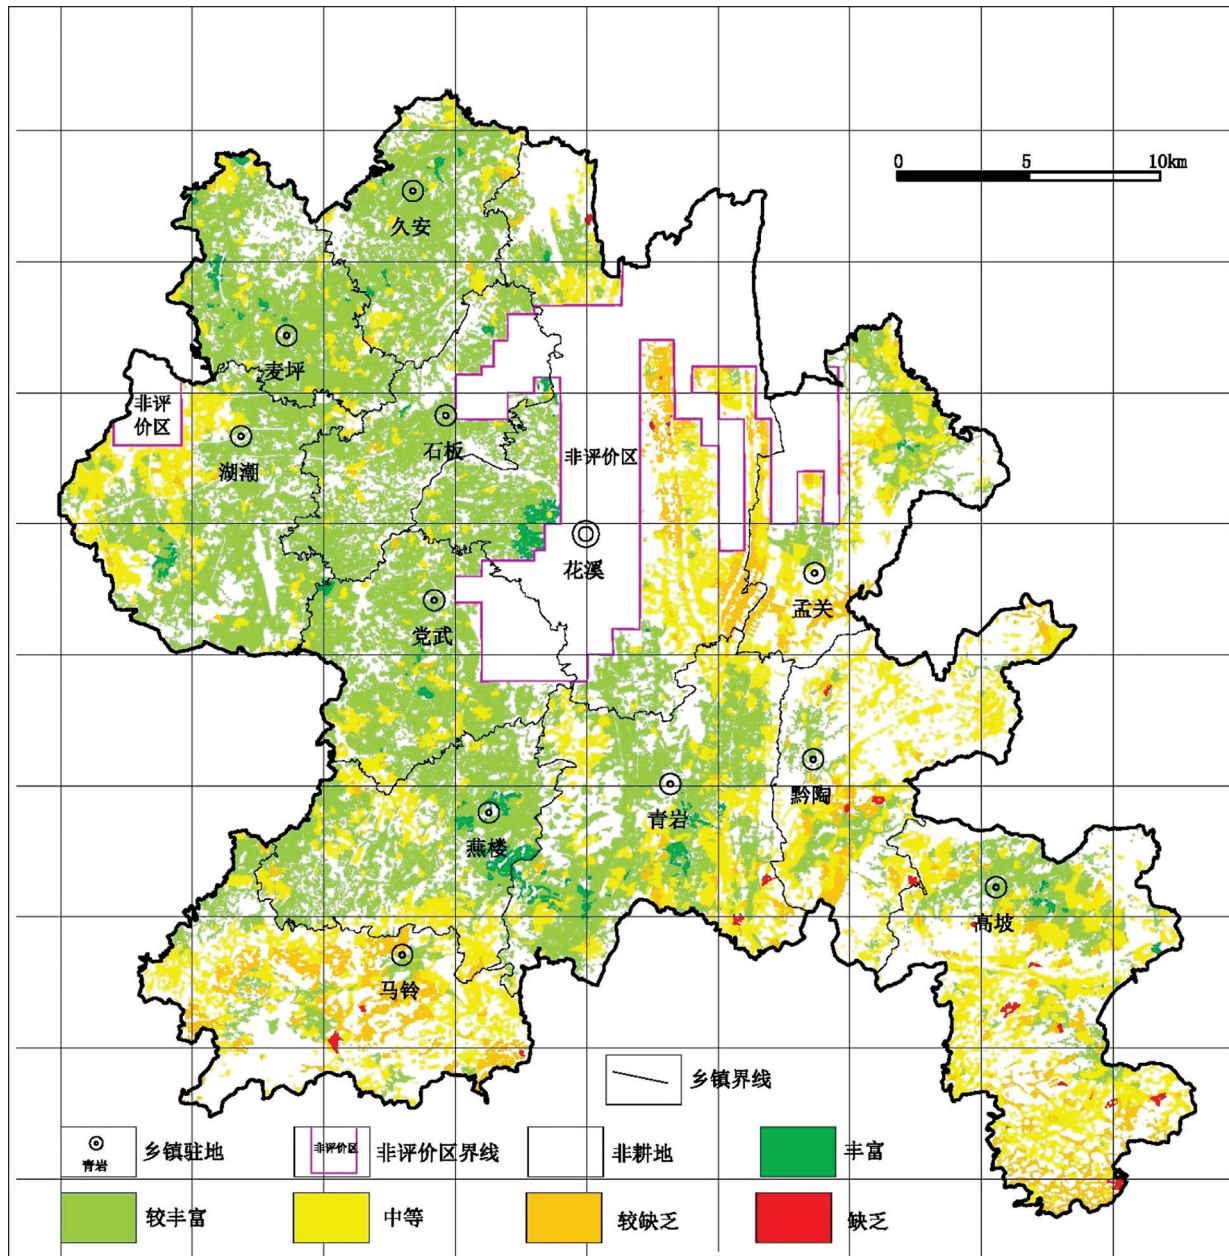 0 5 10km
久安
麦坪
非评
价区
石板
湖潮
非评价区
花溪
孟关
党武
黔陶
青岩
燕楼
高坡
马铃
乡镇界线
青岩
乡镇驻地
非评价区
非评价区界线
非耕地
丰富
较丰富
中等
较缺乏
缺乏